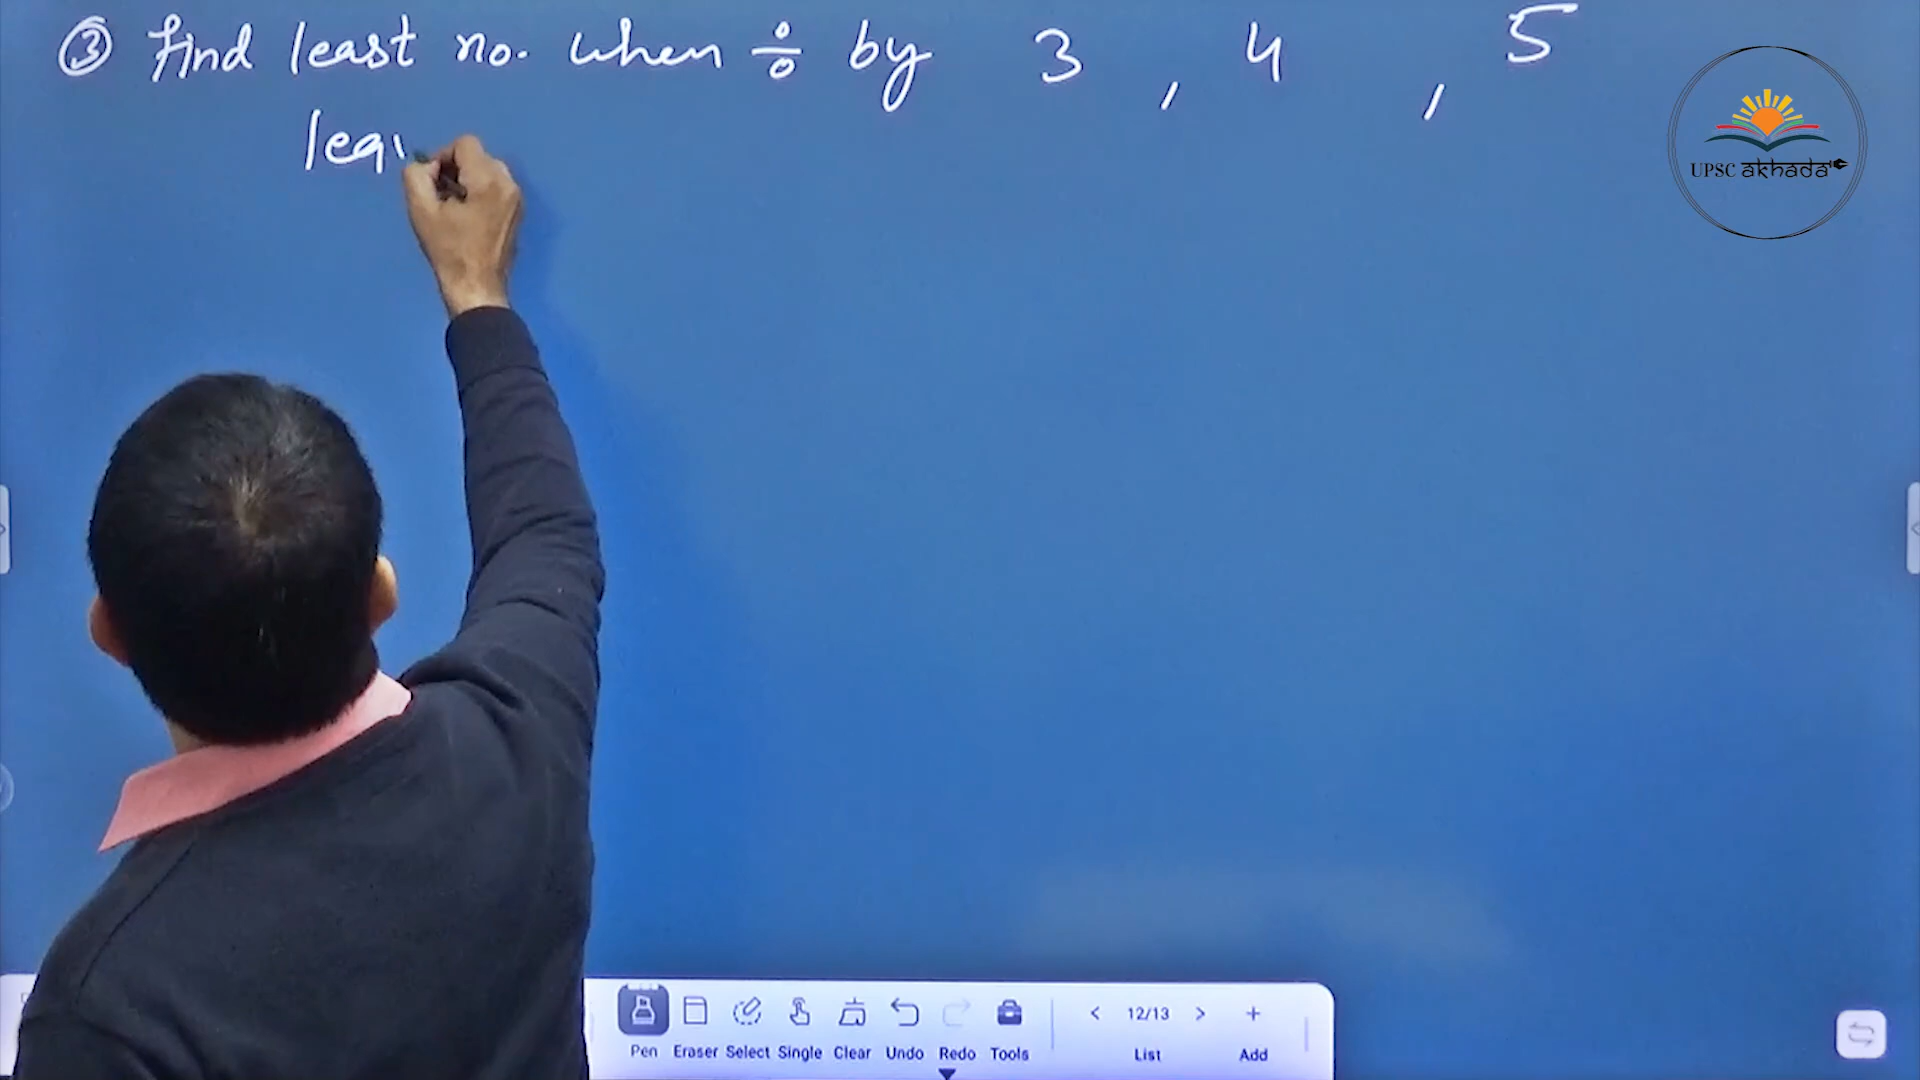 ③ find least no. when ÷ by 3 , 4 , 5
lea
UPSC akhada
Pen Eraser Select Single Clear Undo Redo Tools < 12/13 > List + Add